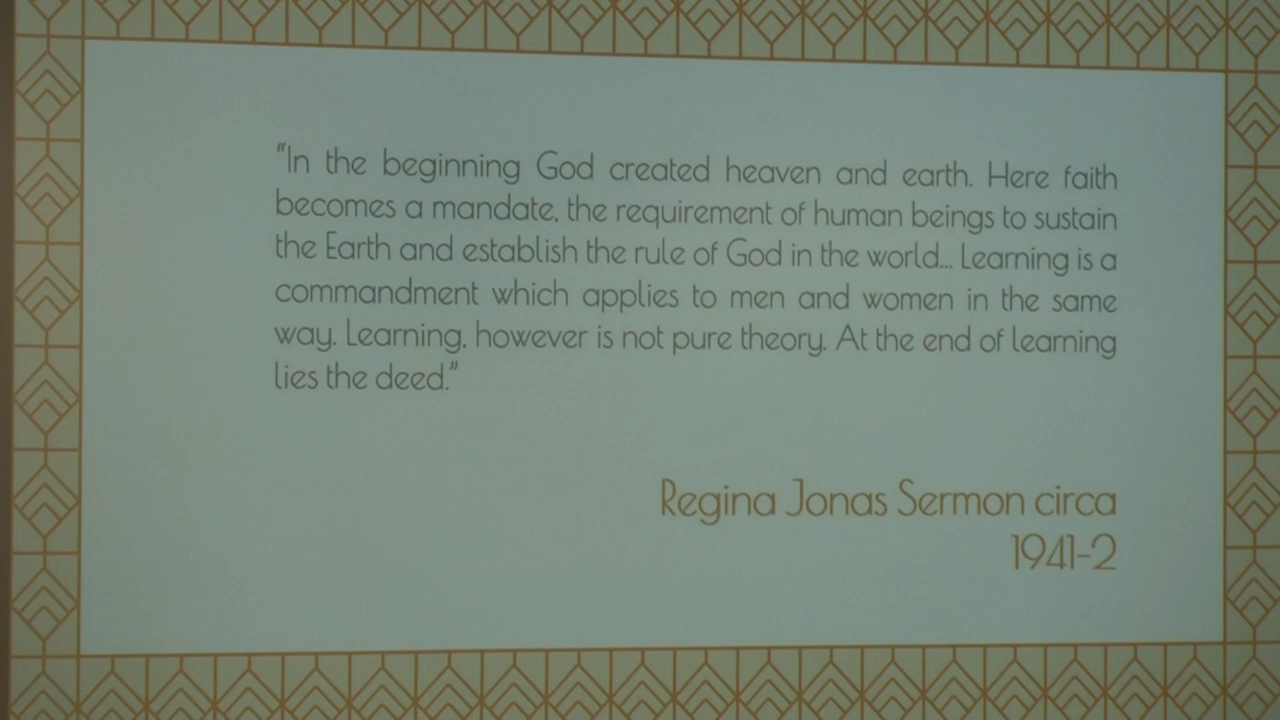 “In the beginning God created heaven and earth. Here faith
becomes a mandate, the requirement of human beings to sustain
the Earth and establish the rule of God in the world... Learning is a
commandment which applies to men and women in the same
way. Learning, however is not pure theory. At the end of learning
lies the deed.”
Regina Jonas Sermon circa
1941-2